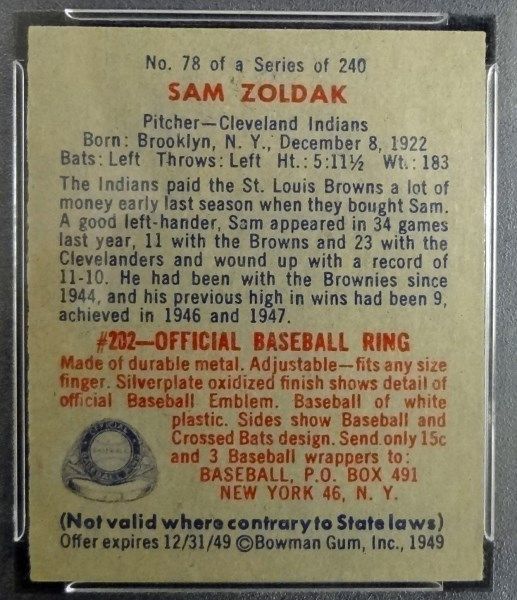 No. 78 of a Series of 240
SAM ZOLDAK
Pitcher—Cleveland Indians
Born: Brooklyn, N. Y., December 8, 1922
Bats: Left Throws: Left Ht.: 5:11½ Wt.: 183
The Indians paid the St. Louis Browns a lot of
money early last season when they bought Sam.
A good left-hander, Sam appeared in 34 games
last year, 11 with the Browns and 23 with the
Clevelanders and wound up with a record of
11-10. He had been with the Brownies since
1944, and his previous high in wins had been 9,
achieved in 1946 and 1947.
#202—OFFICIAL BASEBALL RING
Made of durable metal. Adjustable—fits any size
finger. Silverplate oxidized finish shows detail of
official Baseball Emblem. Baseball of white
plastic. Sides show Baseball and
Crossed Bats design. Send only 15c
and 3 Baseball wrappers to:
BASEBALL, P.O. BOX 491
NEW YORK 46, N. Y.
OFFICIAL
(Not valid where contrary to State laws)
Offer expires 12/31/49 ©Bowman Gum, Inc., 1949